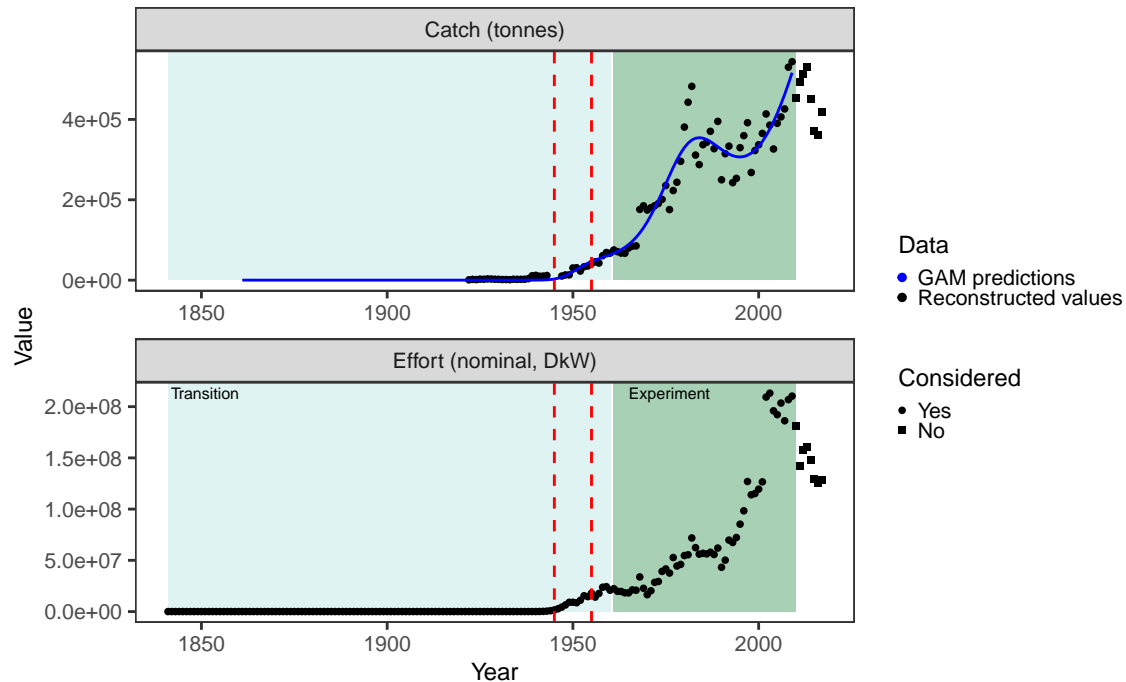 Catch (tonnes)
4e+05
2e+05
0e+00
1850 1900 1950 2000
Value
Effort (nominal, DkW)
Transition Experiment
2.0e+08
1.5e+08
1.0e+08
5.0e+07
0.0e+00
1850 1900 1950 2000
Year
Data
GAM predictions
Reconstructed values
Considered
Yes
No